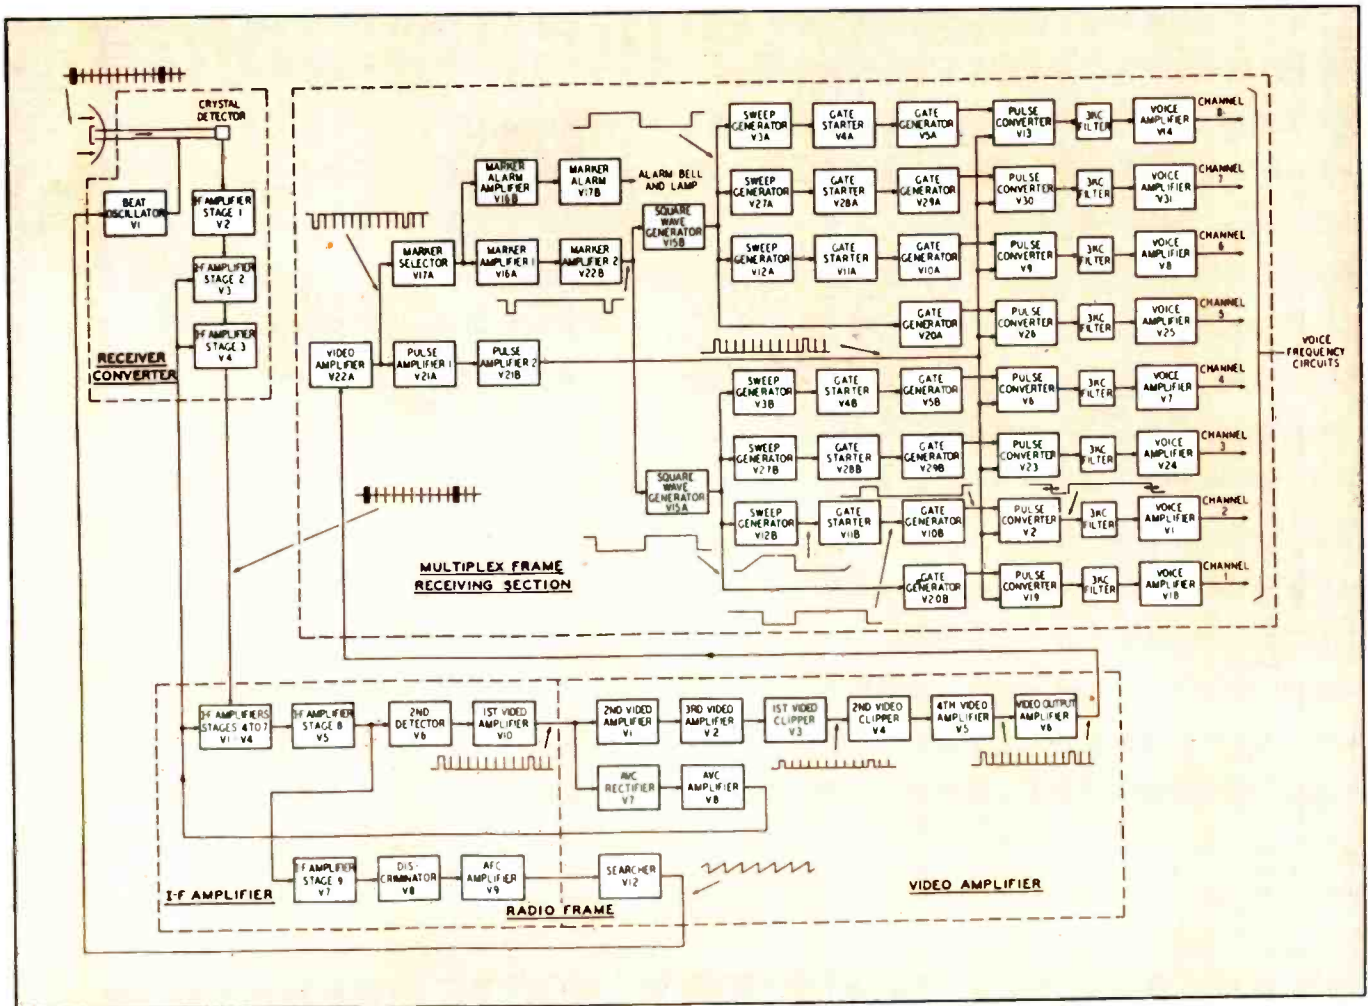 CRYSTAL
DETECTOR
BEAT
OSCILLATOR
V1
I-F AMPLIFIER
STAGE 1
V2
I-F AMPLIFIER
STAGE 2
V3
I-F AMPLIFIER
STAGE 3
V4
RECEIVER
CONVERTER
MARKER
SELECTOR
V17A
MARKER
ALARM
AMPLIFIER
V16B
MARKER
ALARM
V17B
ALARM BELL
AND LAMP
MARKER
AMPLIFIER 1
V16A
MARKER
AMPLIFIER 2
V22B
VIDEO
AMPLIFIER
V22A
PULSE
AMPLIFIER 1
V21A
PULSE
AMPLIFIER 2
V21B
SQUARE
WAVE
GENERATOR
V15B
SQUARE
WAVE
GENERATOR
V15A
SWEEP
GENERATOR
V3A
GATE
STARTER
V4A
GATE
GENERATOR
V5A
PULSE
CONVERTER
V13
3KC
FILTER
VOICE
AMPLIFIER
V14
CHANNEL
8
SWEEP
GENERATOR
V27A
GATE
STARTER
V28A
GATE
GENERATOR
V29A
PULSE
CONVERTER
V30
3KC
FILTER
VOICE
AMPLIFIER
V31
CHANNEL
7
SWEEP
GENERATOR
V12A
GATE
STARTER
V11A
GATE
GENERATOR
V10A
PULSE
CONVERTER
V9
3KC
FILTER
VOICE
AMPLIFIER
V8
CHANNEL
6
GATE
GENERATOR
V20A
PULSE
CONVERTER
V26
3KC
FILTER
VOICE
AMPLIFIER
V25
CHANNEL
5
VOICE
FREQUENCY
CIRCUITS
SWEEP
GENERATOR
V3B
GATE
STARTER
V4B
GATE
GENERATOR
V5B
PULSE
CONVERTER
V6
3KC
FILTER
VOICE
AMPLIFIER
V7
CHANNEL
4
SWEEP
GENERATOR
V27B
GATE
STARTER
V28B
GATE
GENERATOR
V29B
PULSE
CONVERTER
V23
3KC
FILTER
VOICE
AMPLIFIER
V24
CHANNEL
3
SWEEP
GENERATOR
V12B
GATE
STARTER
V11B
GATE
GENERATOR
V10B
PULSE
CONVERTER
V2
3KC
FILTER
VOICE
AMPLIFIER
V1
CHANNEL
2
GATE
GENERATOR
V20B
PULSE
CONVERTER
V19
3KC
FILTER
VOICE
AMPLIFIER
V18
CHANNEL
1
MULTIPLEX FRAME
RECEIVING SECTION
I-F AMPLIFIERS
STAGES 4 TO 7
V1-V4
I-F AMPLIFIER
STAGE 8
V5
2ND
DETECTOR
V6
1ST VIDEO
AMPLIFIER
V10
2ND VIDEO
AMPLIFIER
V1
3RD VIDEO
AMPLIFIER
V2
1ST VIDEO
CLIPPER
V3
2ND VIDEO
CLIPPER
V4
4TH VIDEO
AMPLIFIER
V5
VIDEO OUTPUT
AMPLIFIER
V6
AVC
RECTIFIER
V7
AVC
AMPLIFIER
V8
I-F AMPLIFIER
STAGE 9
V7
DIS-
CRIMINATOR
V8
AFC
AMPLIFIER
V9
SEARCHER
V12
I-F AMPLIFIER
RADIO FRAME
VIDEO AMPLIFIER